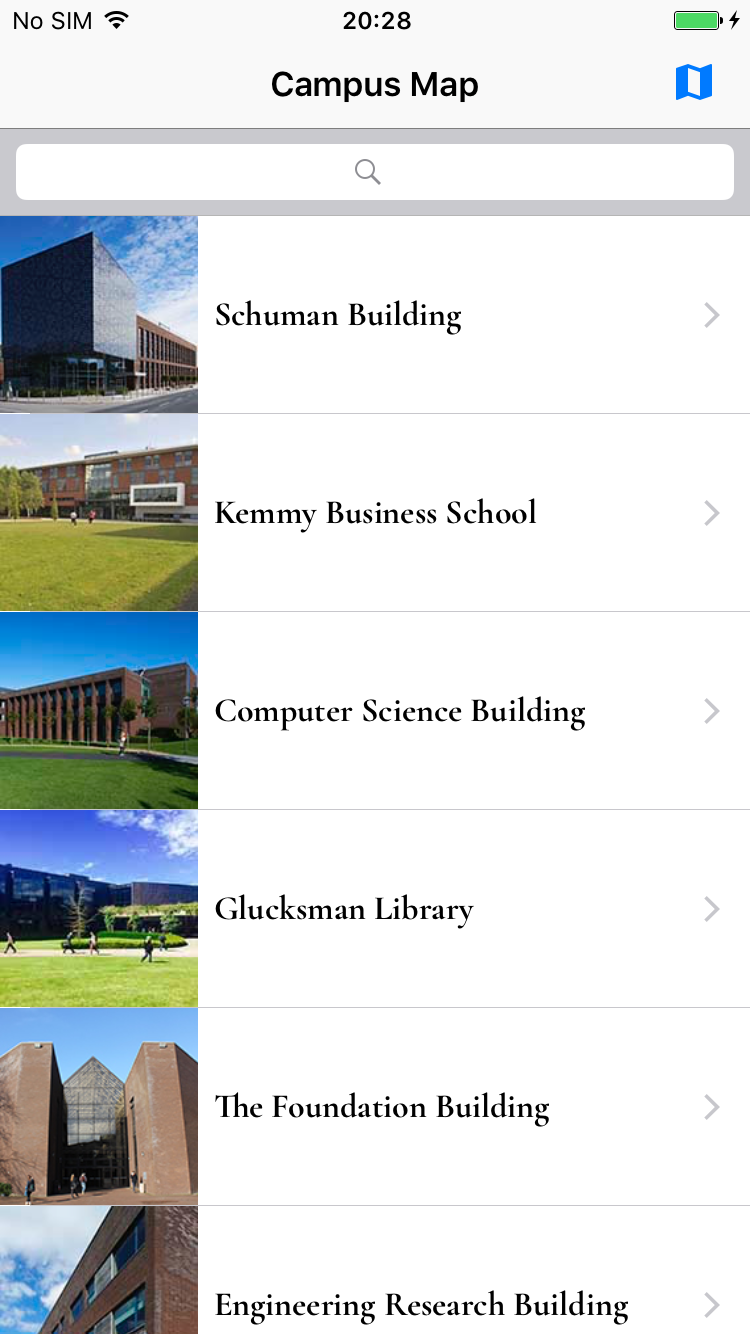 No SIM 20:28
Campus Map
Schuman Building
Kemmy Business School
Computer Science Building
Glucksman Library
The Foundation Building
Engineering Research Building